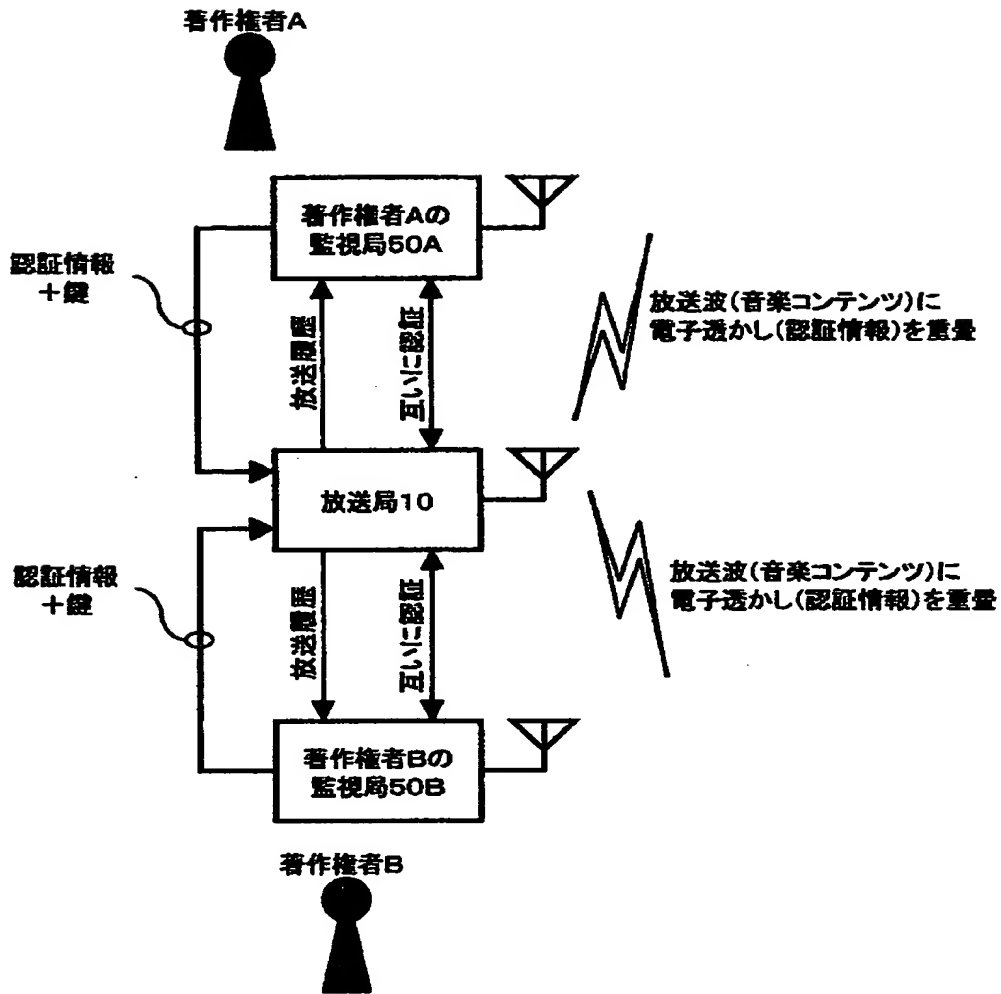 著作権者A
著作権者Aの
監視局50A
認証情報
+鍵
放送履歴
互いに認証
放送波(音楽コンテンツ)に
電子透かし(認証情報)を重畳
放送局10
認証情報
+鍵
放送履歴
互いに認証
放送波(音楽コンテンツ)に
電子透かし(認証情報)を重畳
著作権者Bの
監視局50B
著作権者B